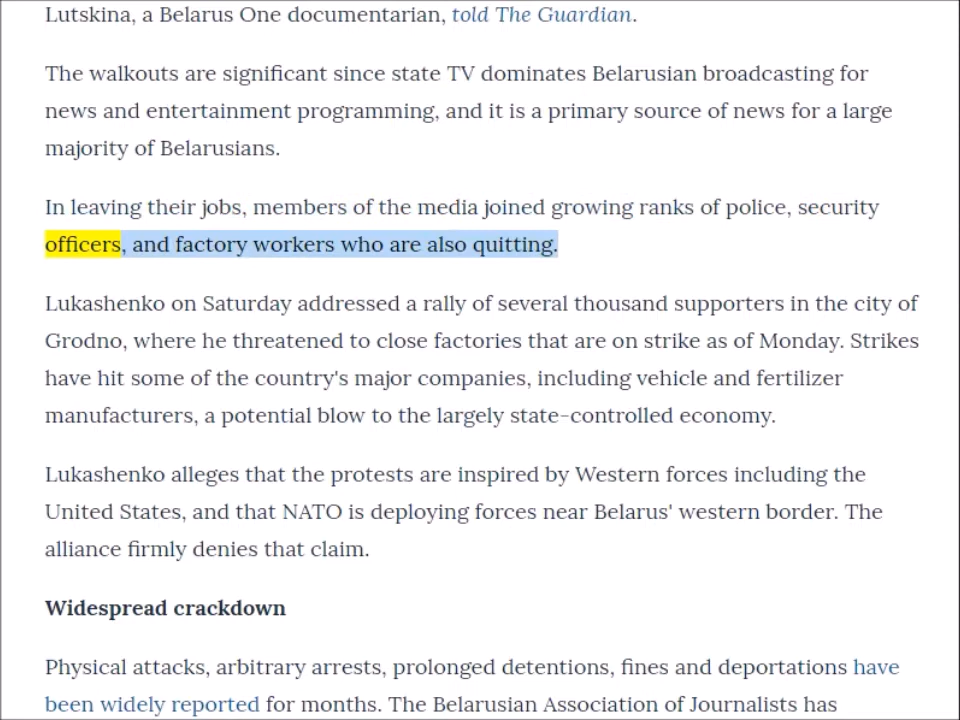 Lutskina, a Belarus One documentarian, told The Guardian.
The walkouts are significant since state TV dominates Belarusian broadcasting for
news and entertainment programming, and it is a primary source of news for a large
majority of Belarusians.
In leaving their jobs, members of the media joined growing ranks of police, security
officers, and factory workers who are also quitting.
Lukashenko on Saturday addressed a rally of several thousand supporters in the city of
Grodno, where he threatened to close factories that are on strike as of Monday. Strikes
have hit some of the country's major companies, including vehicle and fertilizer
manufacturers, a potential blow to the largely state-controlled economy.
Lukashenko alleges that the protests are inspired by Western forces including the
United States, and that NATO is deploying forces near Belarus' western border. The
alliance firmly denies that claim.
Widespread crackdown
Physical attacks, arbitrary arrests, prolonged detentions, fines and deportations have
been widely reported for months. The Belarusian Association of Journalists has